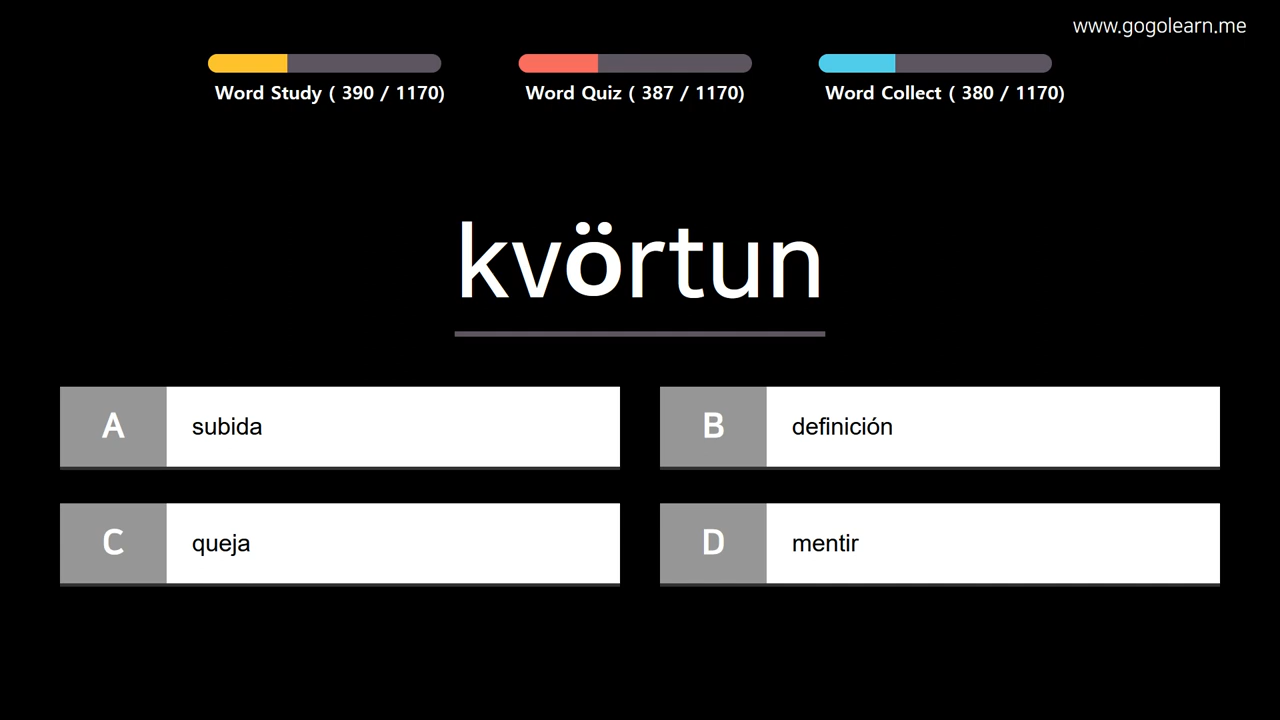 www.gogolearn.me
Word Study ( 390 / 1170)
Word Quiz ( 387 / 1170)
Word Collect ( 380 / 1170)
kvörtun
A subida
B definición
C queja
D mentir